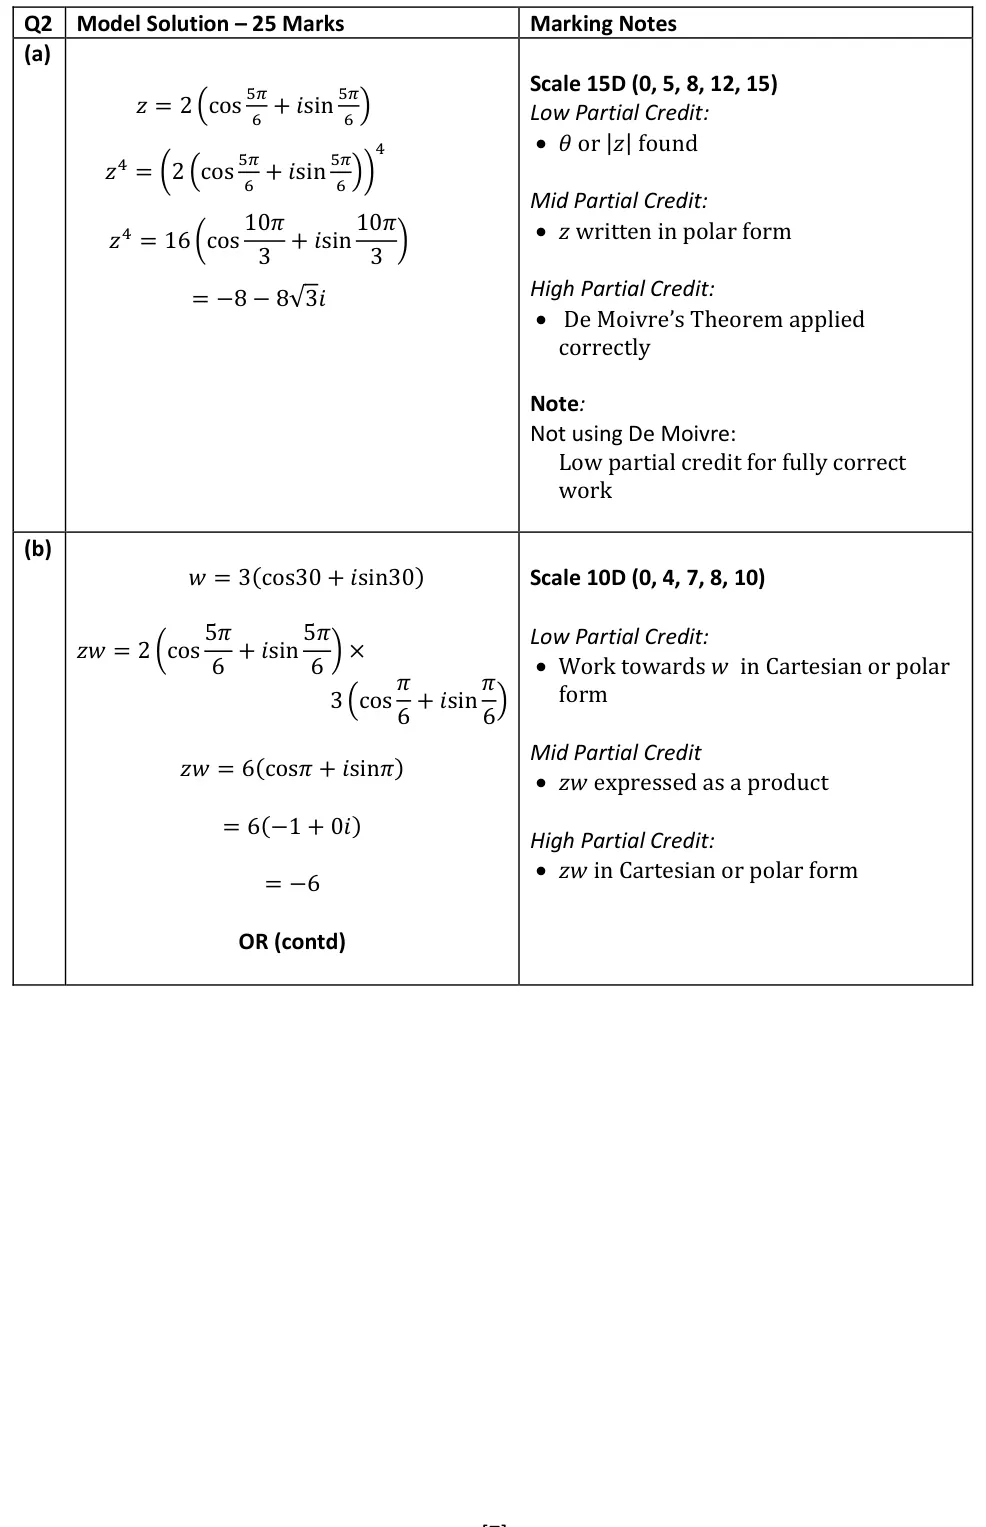 Q2 Model Solution – 25 Marks Marking Notes
(a)
z = 2 (cos 5π/6 + isin 5π/6)
z⁴ = (2 (cos 5π/6 + isin 5π/6))⁴
z⁴ = 16 (cos 10π/3 + isin 10π/3)
= −8 − 8√3i
Scale 15D (0, 5, 8, 12, 15)
Low Partial Credit:
• θ or |z| found
Mid Partial Credit:
• z written in polar form
High Partial Credit:
• De Moivre’s Theorem applied
correctly
Note:
Not using De Moivre:
Low partial credit for fully correct
work
(b)
w = 3(cos30 + isin30)
zw = 2 (cos 5π/6 + isin 5π/6) ×
3 (cos π/6 + isin π/6)
zw = 6(cosπ + isinπ)
= 6(−1 + 0i)
= −6
OR (contd)
Scale 10D (0, 4, 7, 8, 10)
Low Partial Credit:
• Work towards w in Cartesian or polar
form
Mid Partial Credit
• zw expressed as a product
High Partial Credit:
• zw in Cartesian or polar form